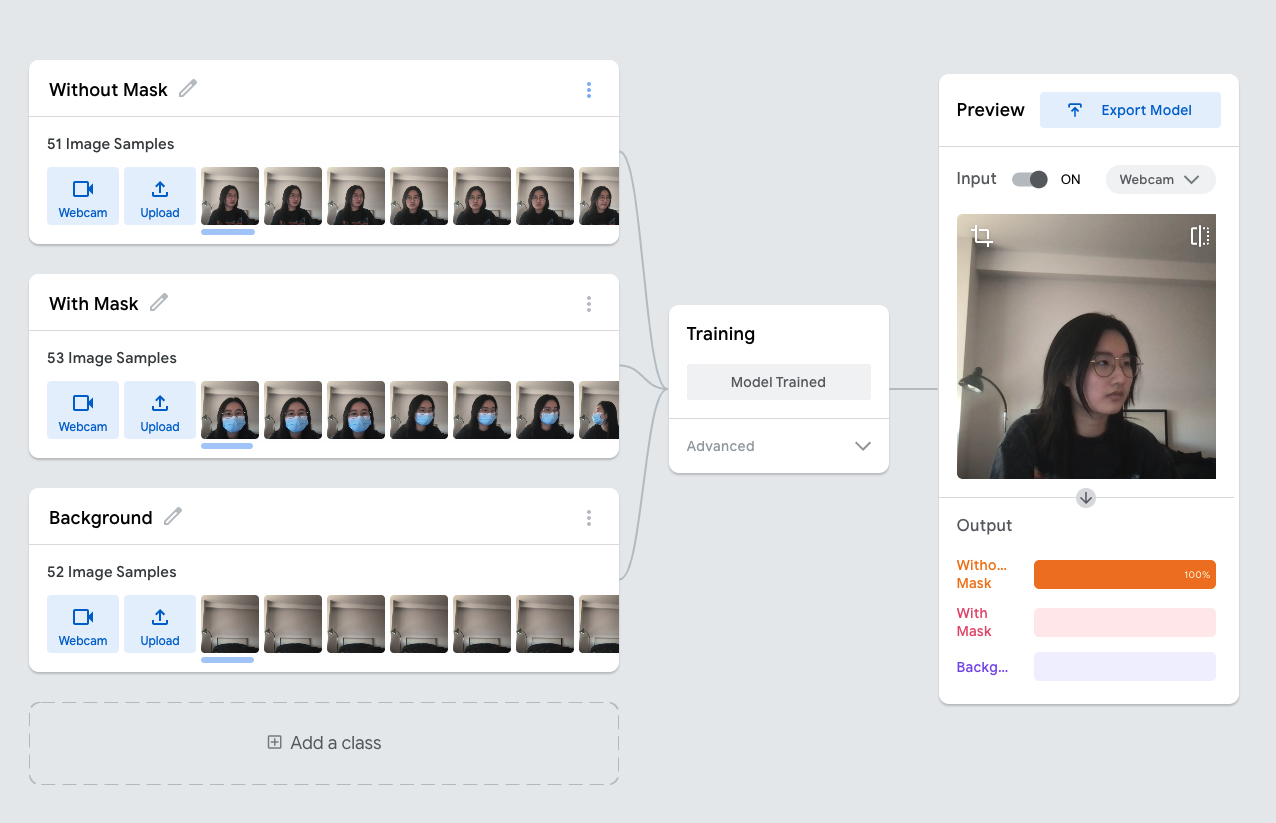 Without Mask
51 Image Samples
Webcam
Upload
With Mask
53 Image Samples
Webcam
Upload
Background
52 Image Samples
Webcam
Upload
Add a class
Training
Model Trained
Advanced
Preview
Export Model
Input
ON
Webcam
Output
Witho...
Mask
100%
With
Mask
Backg...